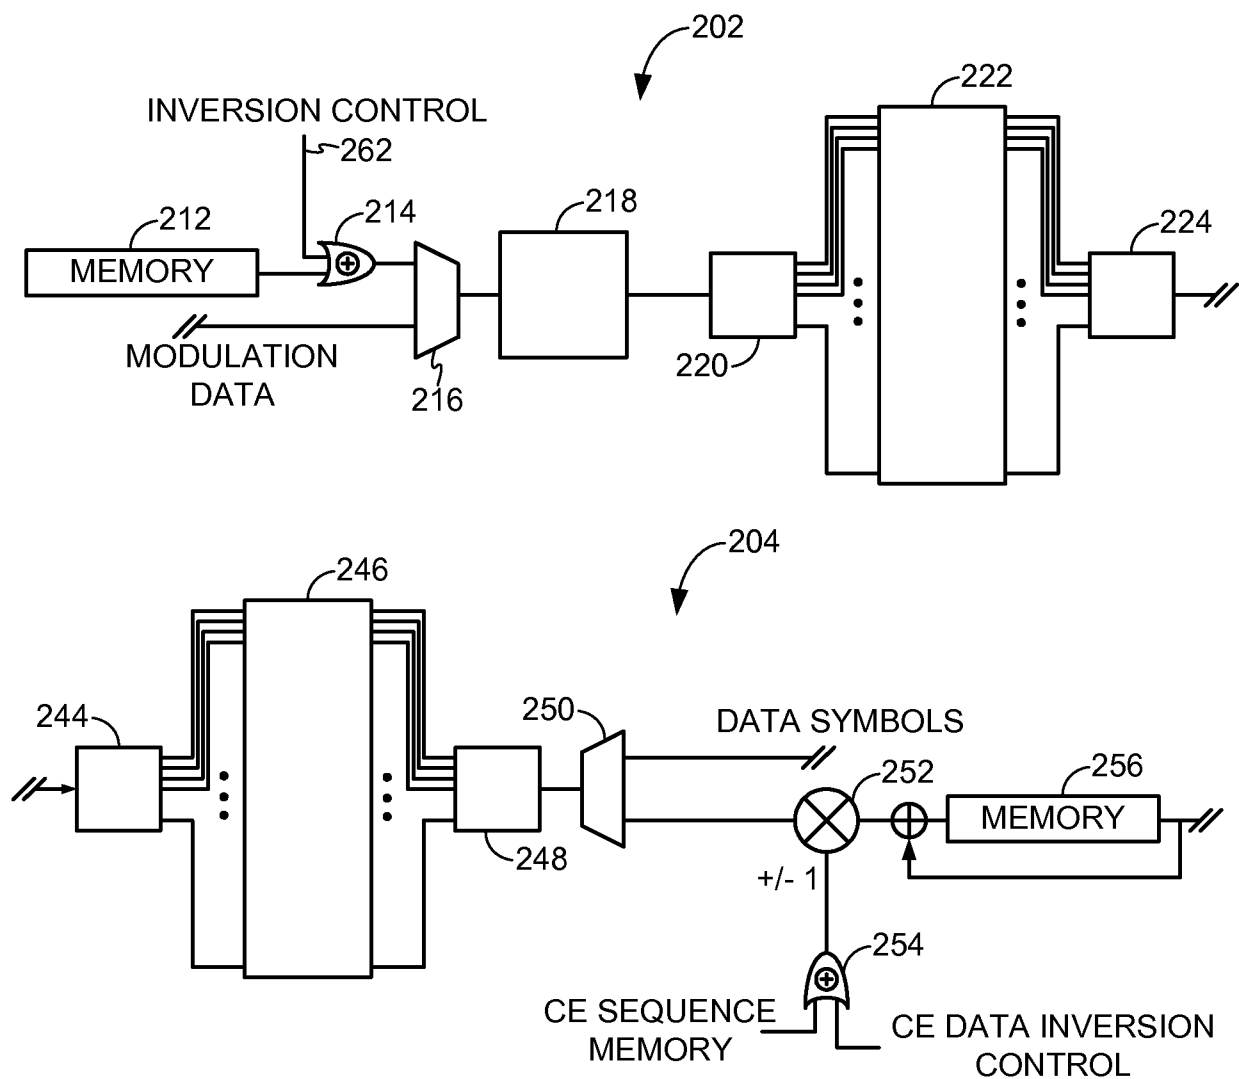 202
222
INVERSION CONTROL
262
212
214
218
224
MEMORY
MODULATION
DATA
216
220
204
246
244
250
DATA SYMBOLS
252
256
MEMORY
248
+/- 1
254
CE SEQUENCE
MEMORY
CE DATA INVERSION
CONTROL